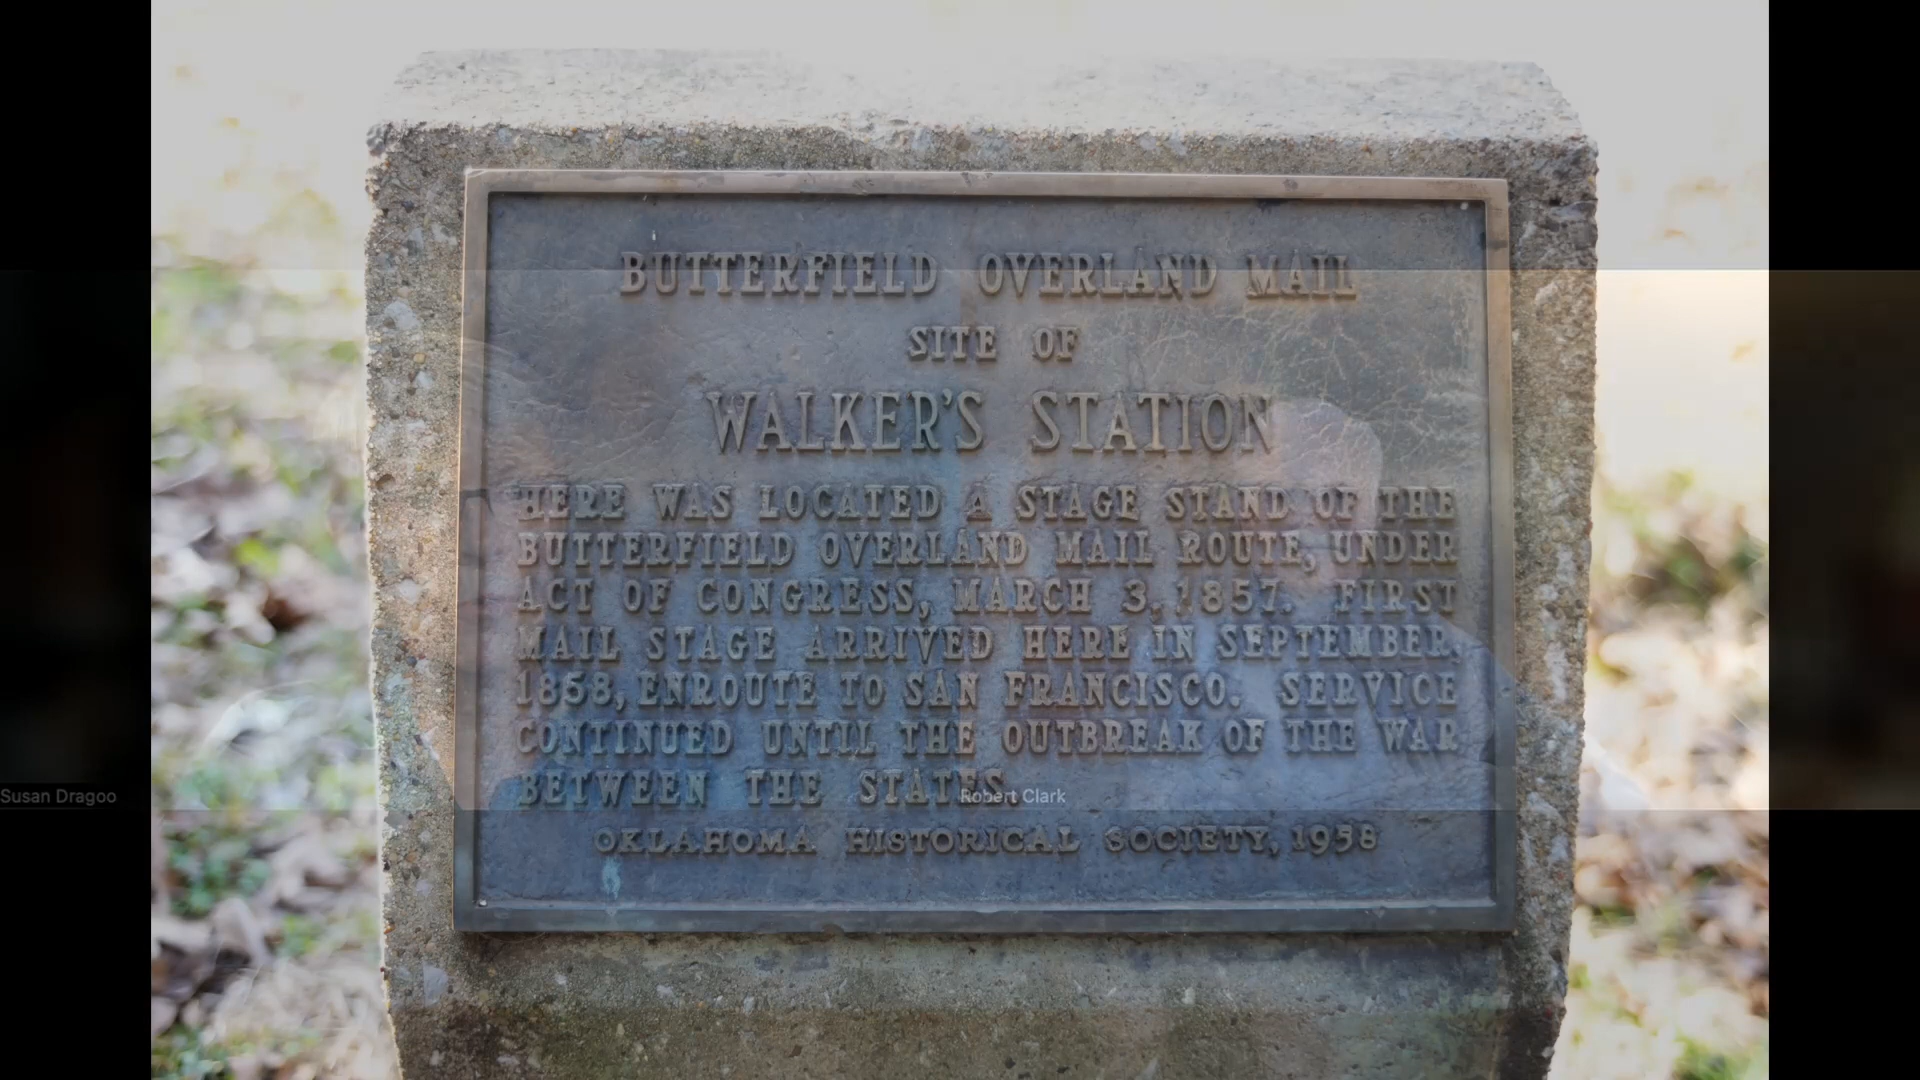 BUTTERFIELD OVERLAND MAIL
SITE OF
WALKER'S STATION
HERE WAS LOCATED A STAGE STAND OF THE
BUTTERFIELD OVERLAND MAIL ROUTE, UNDER
ACT OF CONGRESS, MARCH 3, 1857. FIRST
MAIL STAGE ARRIVED HERE IN SEPTEMBER,
1858, ENROUTE TO SAN FRANCISCO. SERVICE
CONTINUED UNTIL THE OUTBREAK OF THE WAR
BETWEEN THE STATES.
OKLAHOMA HISTORICAL SOCIETY, 1958
Susan Dragoo
Robert Clark